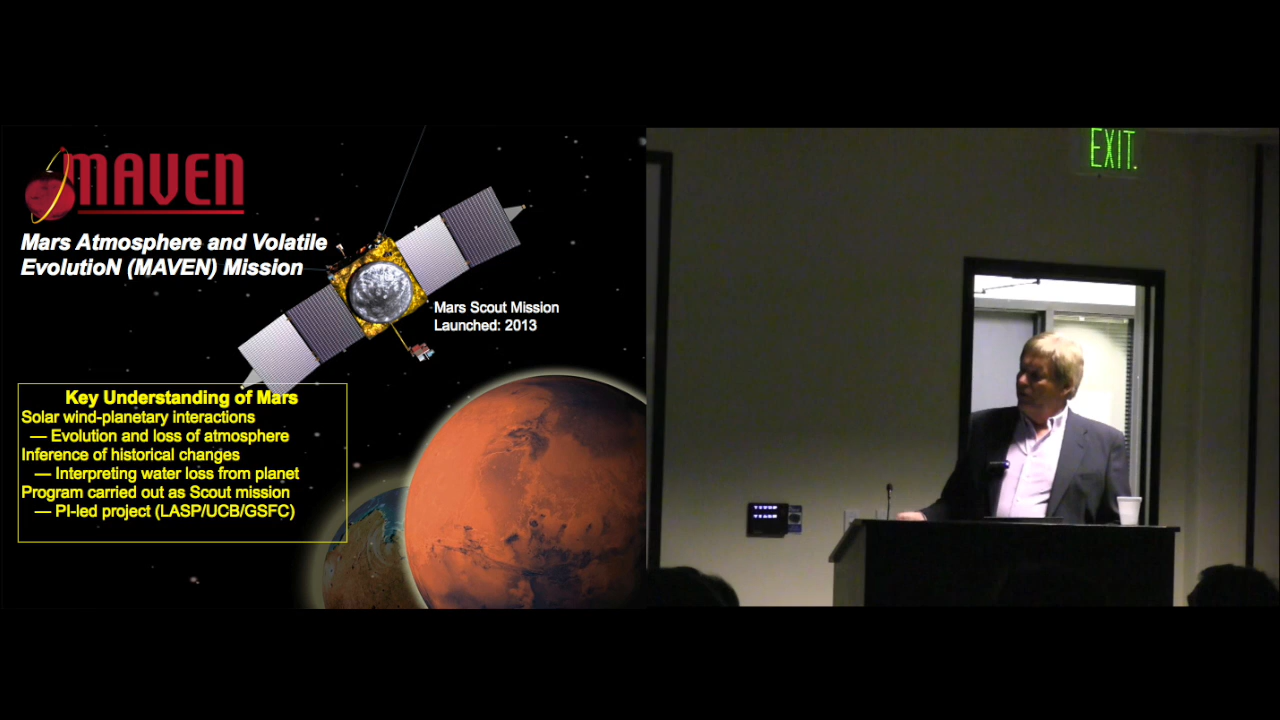 MAVEN
Mars Atmosphere and Volatile
EvolutioN (MAVEN) Mission
Mars Scout Mission
Launched: 2013
Key Understanding of Mars
Solar wind-planetary interactions
— Evolution and loss of atmosphere
Inference of historical changes
— Interpreting water loss from planet
Program carried out as Scout mission
— PI-led project (LASP/UCB/GSFC)
EXIT